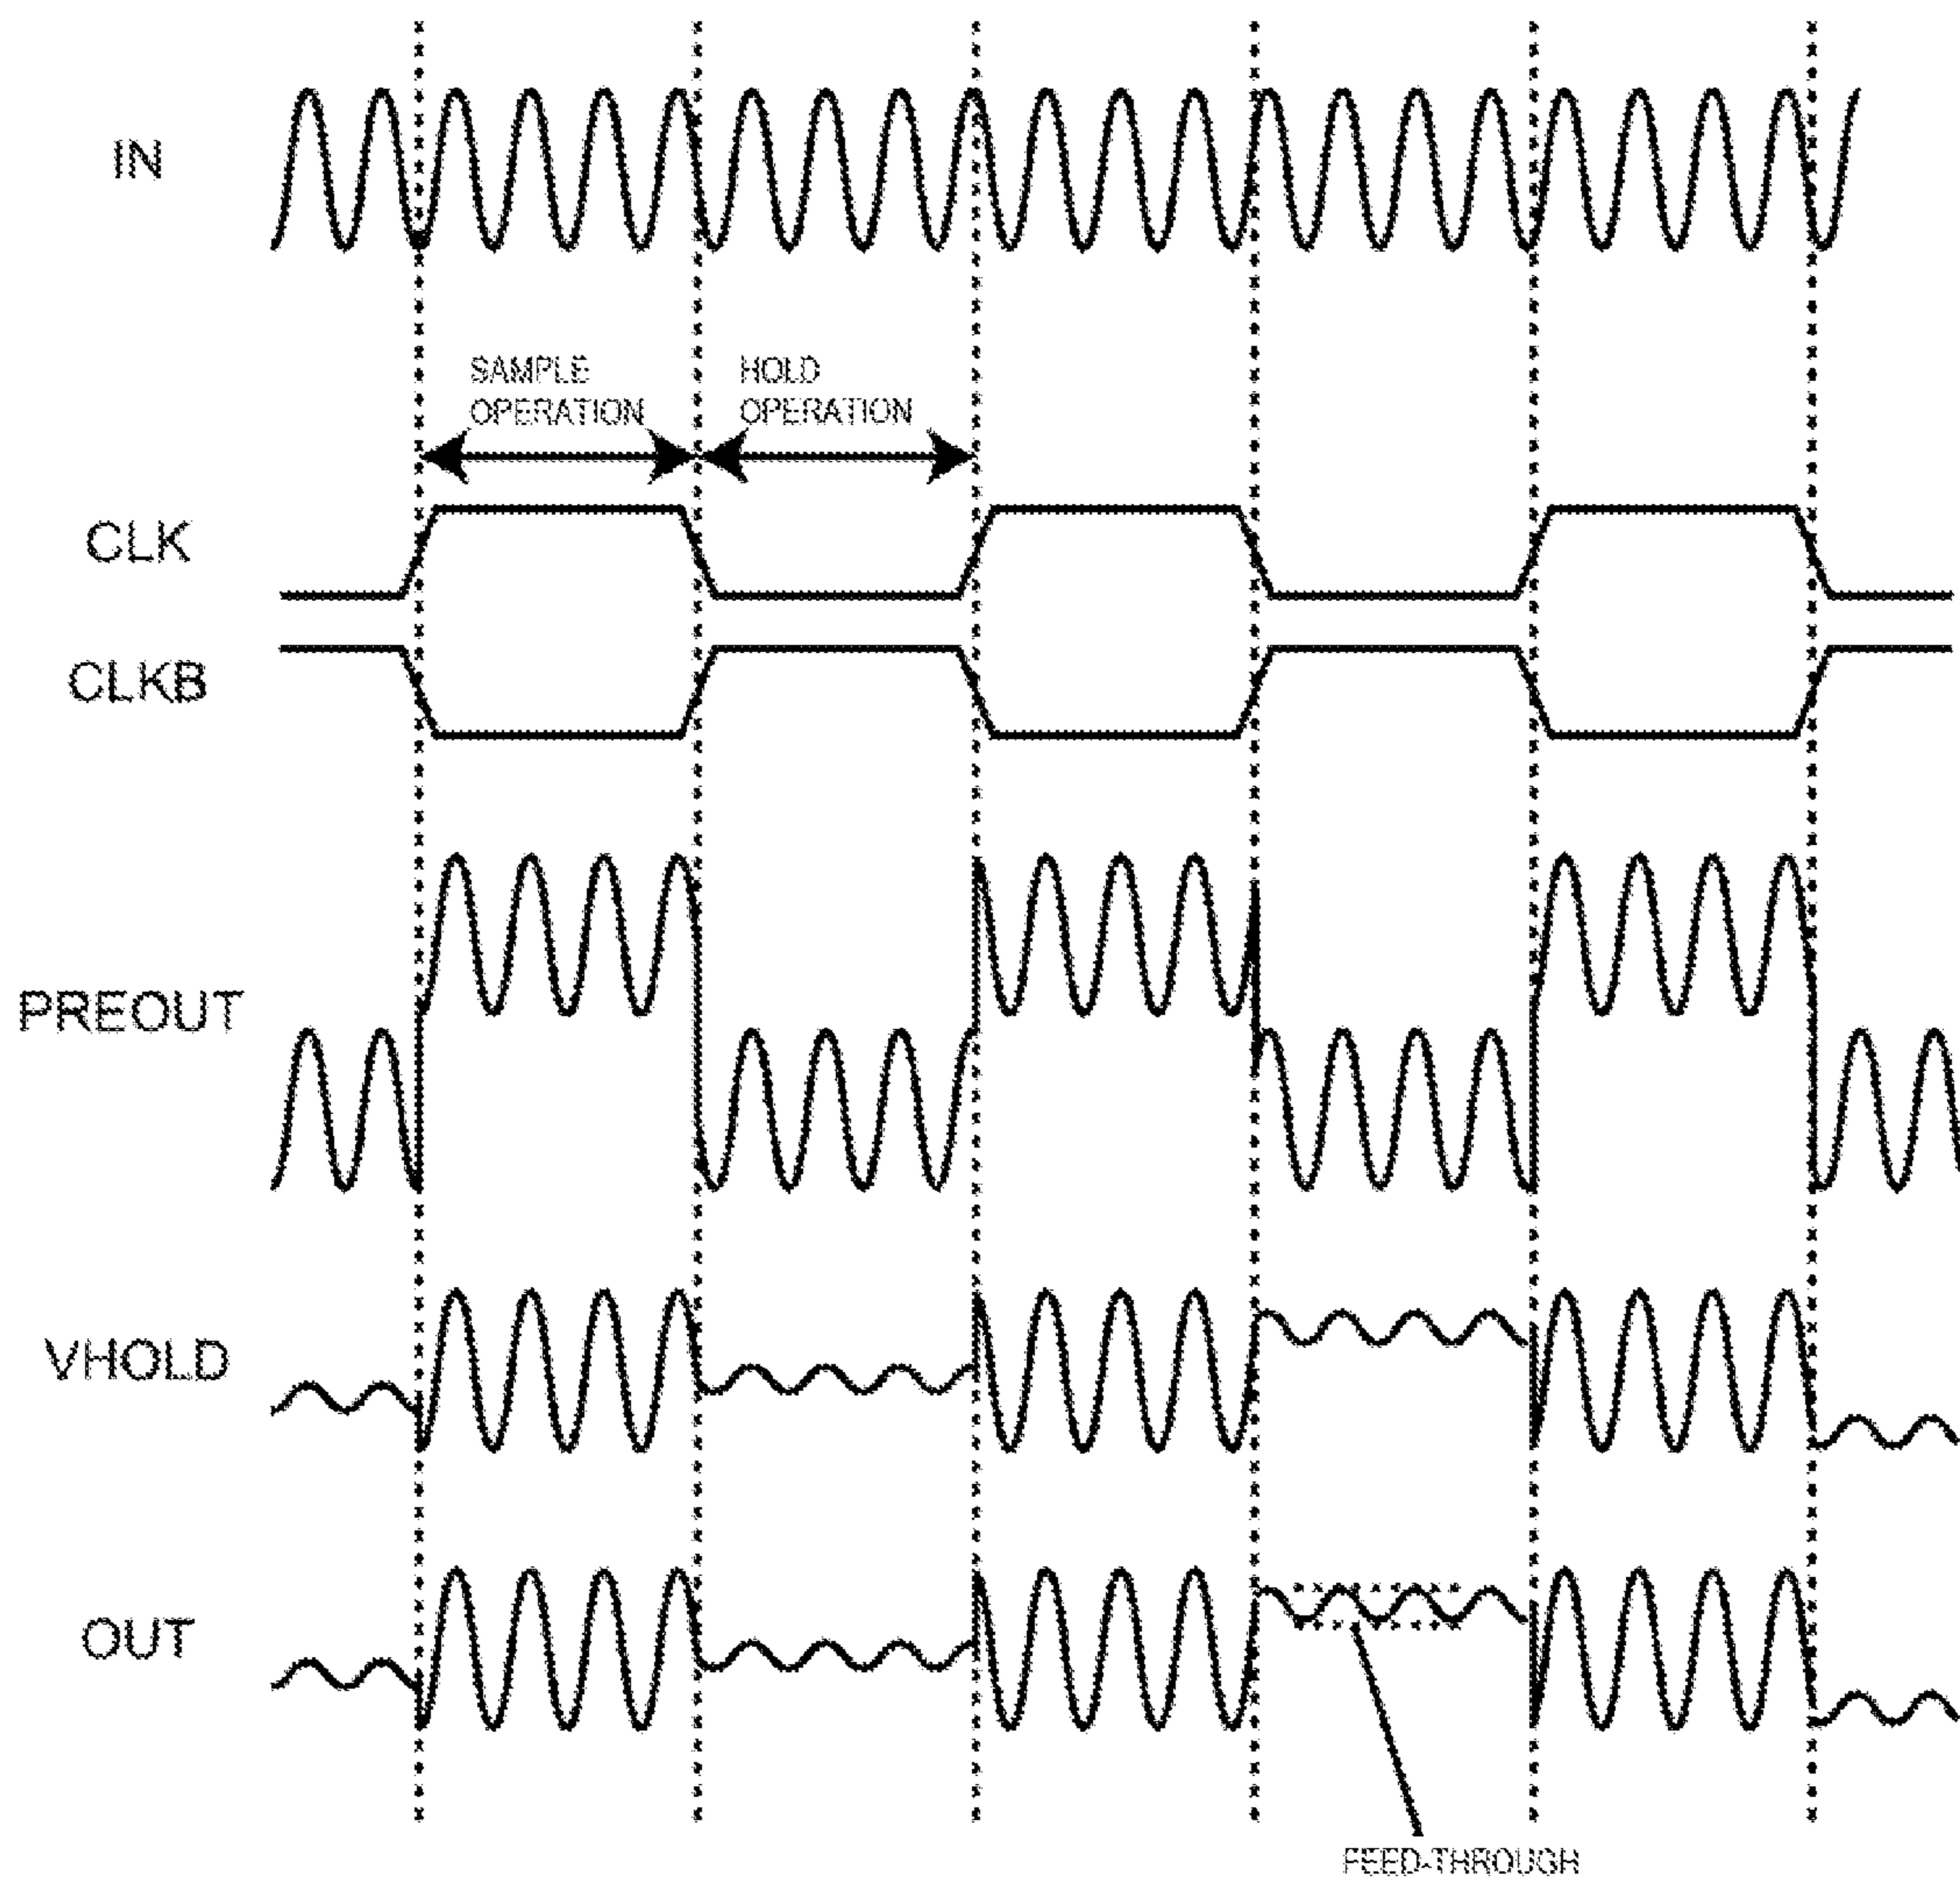 IN
SAMPLE
OPERATION
HOLD
OPERATION
CLK
CLKB
PREOUT
VHOLD
OUT
FEED-THROUGH